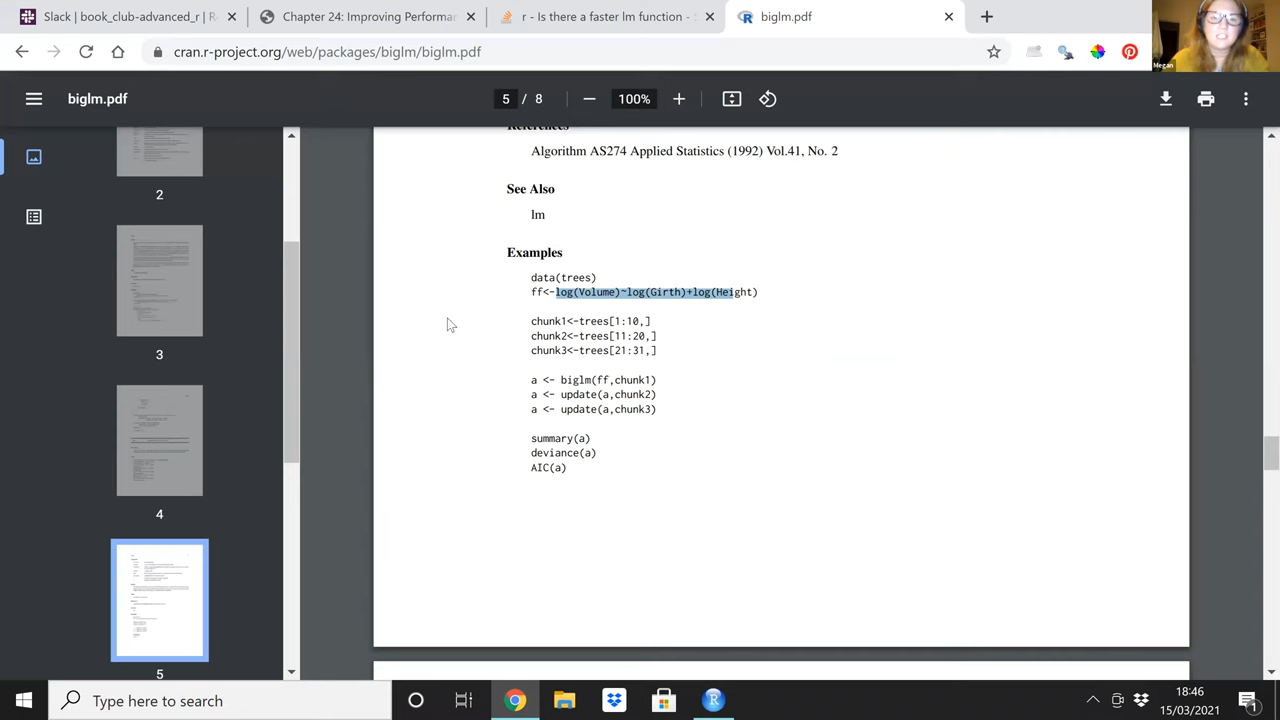 Slack | book_club-advanced_r | R
Chapter 24: Improving Performan
r - Is there a faster lm function -
biglm.pdf
cran.r-project.org/web/packages/biglm/biglm.pdf
Megan
biglm.pdf
5 / 8
100%
References
Algorithm AS274 Applied Statistics (1992) Vol.41, No. 2
See Also
lm
Examples
data(trees)
ff<-log(Volume)~log(Girth)+log(Height)
chunk1<-trees[1:10,]
chunk2<-trees[11:20,]
chunk3<-trees[21:31,]
a <- biglm(ff,chunk1)
a <- update(a,chunk2)
a <- update(a,chunk3)
summary(a)
deviance(a)
AIC(a)
2
3
4
5
Type here to search
18:46
15/03/2021
1